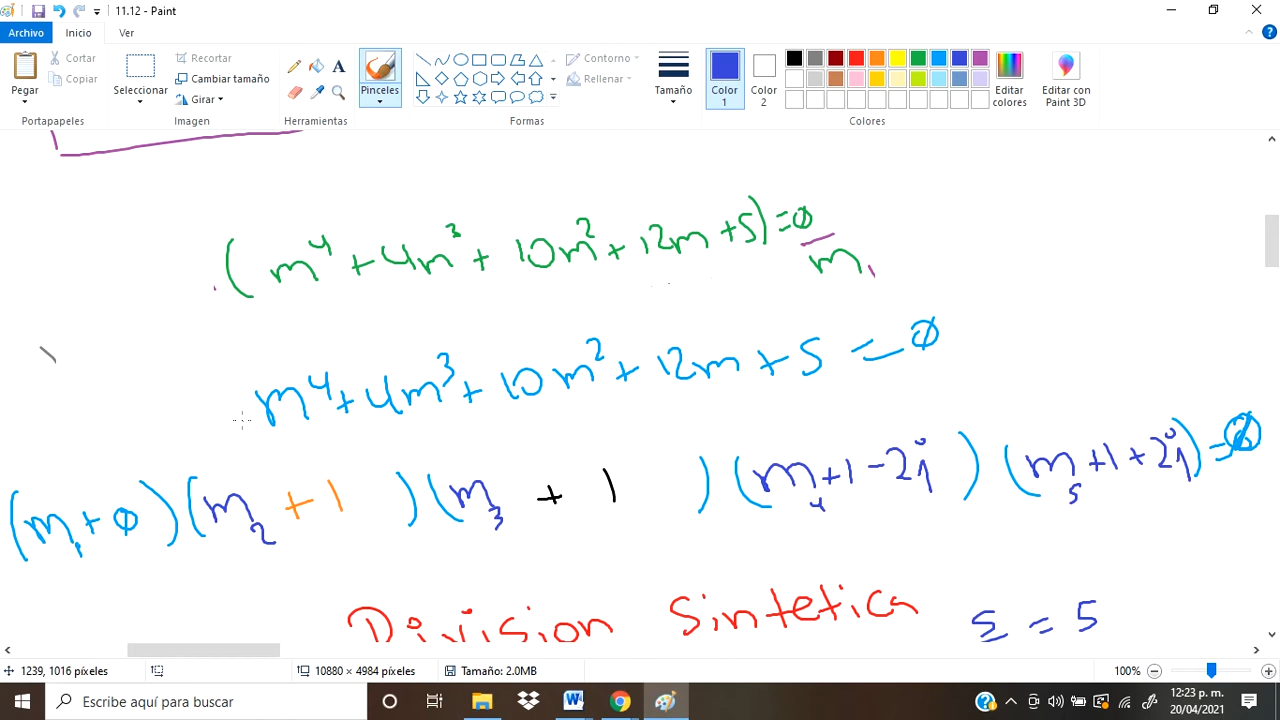 11.12 - Paint
Archivo Inicio Ver
Pegar
Cortar
Copiar
Portapapeles
Seleccionar
Recortar
Cambiar tamaño
Girar
Imagen
A
Herramientas
Pinceles
Contorno
Rellenar
Formas
Tamaño
Color 1
Color 2
Editar colores
Editar con Paint 3D
Colores
(m⁴+4m³+10m²+12m+5)=0
m
m⁴+4m³+10m²+12m+5=0
(m₁+0)(m₂+1)(m₃+1)(m₄+1-2i)(m₅+1+2i)=0
Division Sintetica 5 = 5
1239, 1016 píxeles
10880 × 4984 píxeles
Tamaño: 2.0MB
100%
Escribe aquí para buscar
12:23 p. m.
20/04/2021